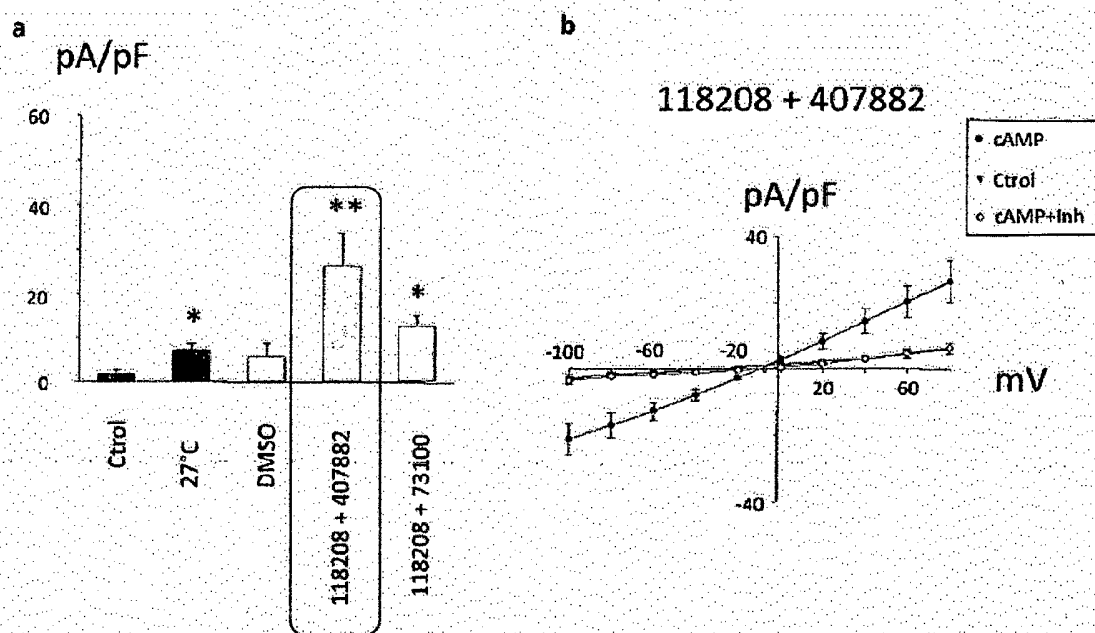 a
pA/pF
60
40
20
0
**
*
*
Ctrol
27°C
DMSO
118208 + 407882
118208 + 73100
b
118208 + 407882
cAMP
Ctrol
cAMP+Inh
pA/pF
40
-100 -60 -20
20 60
mV
-40